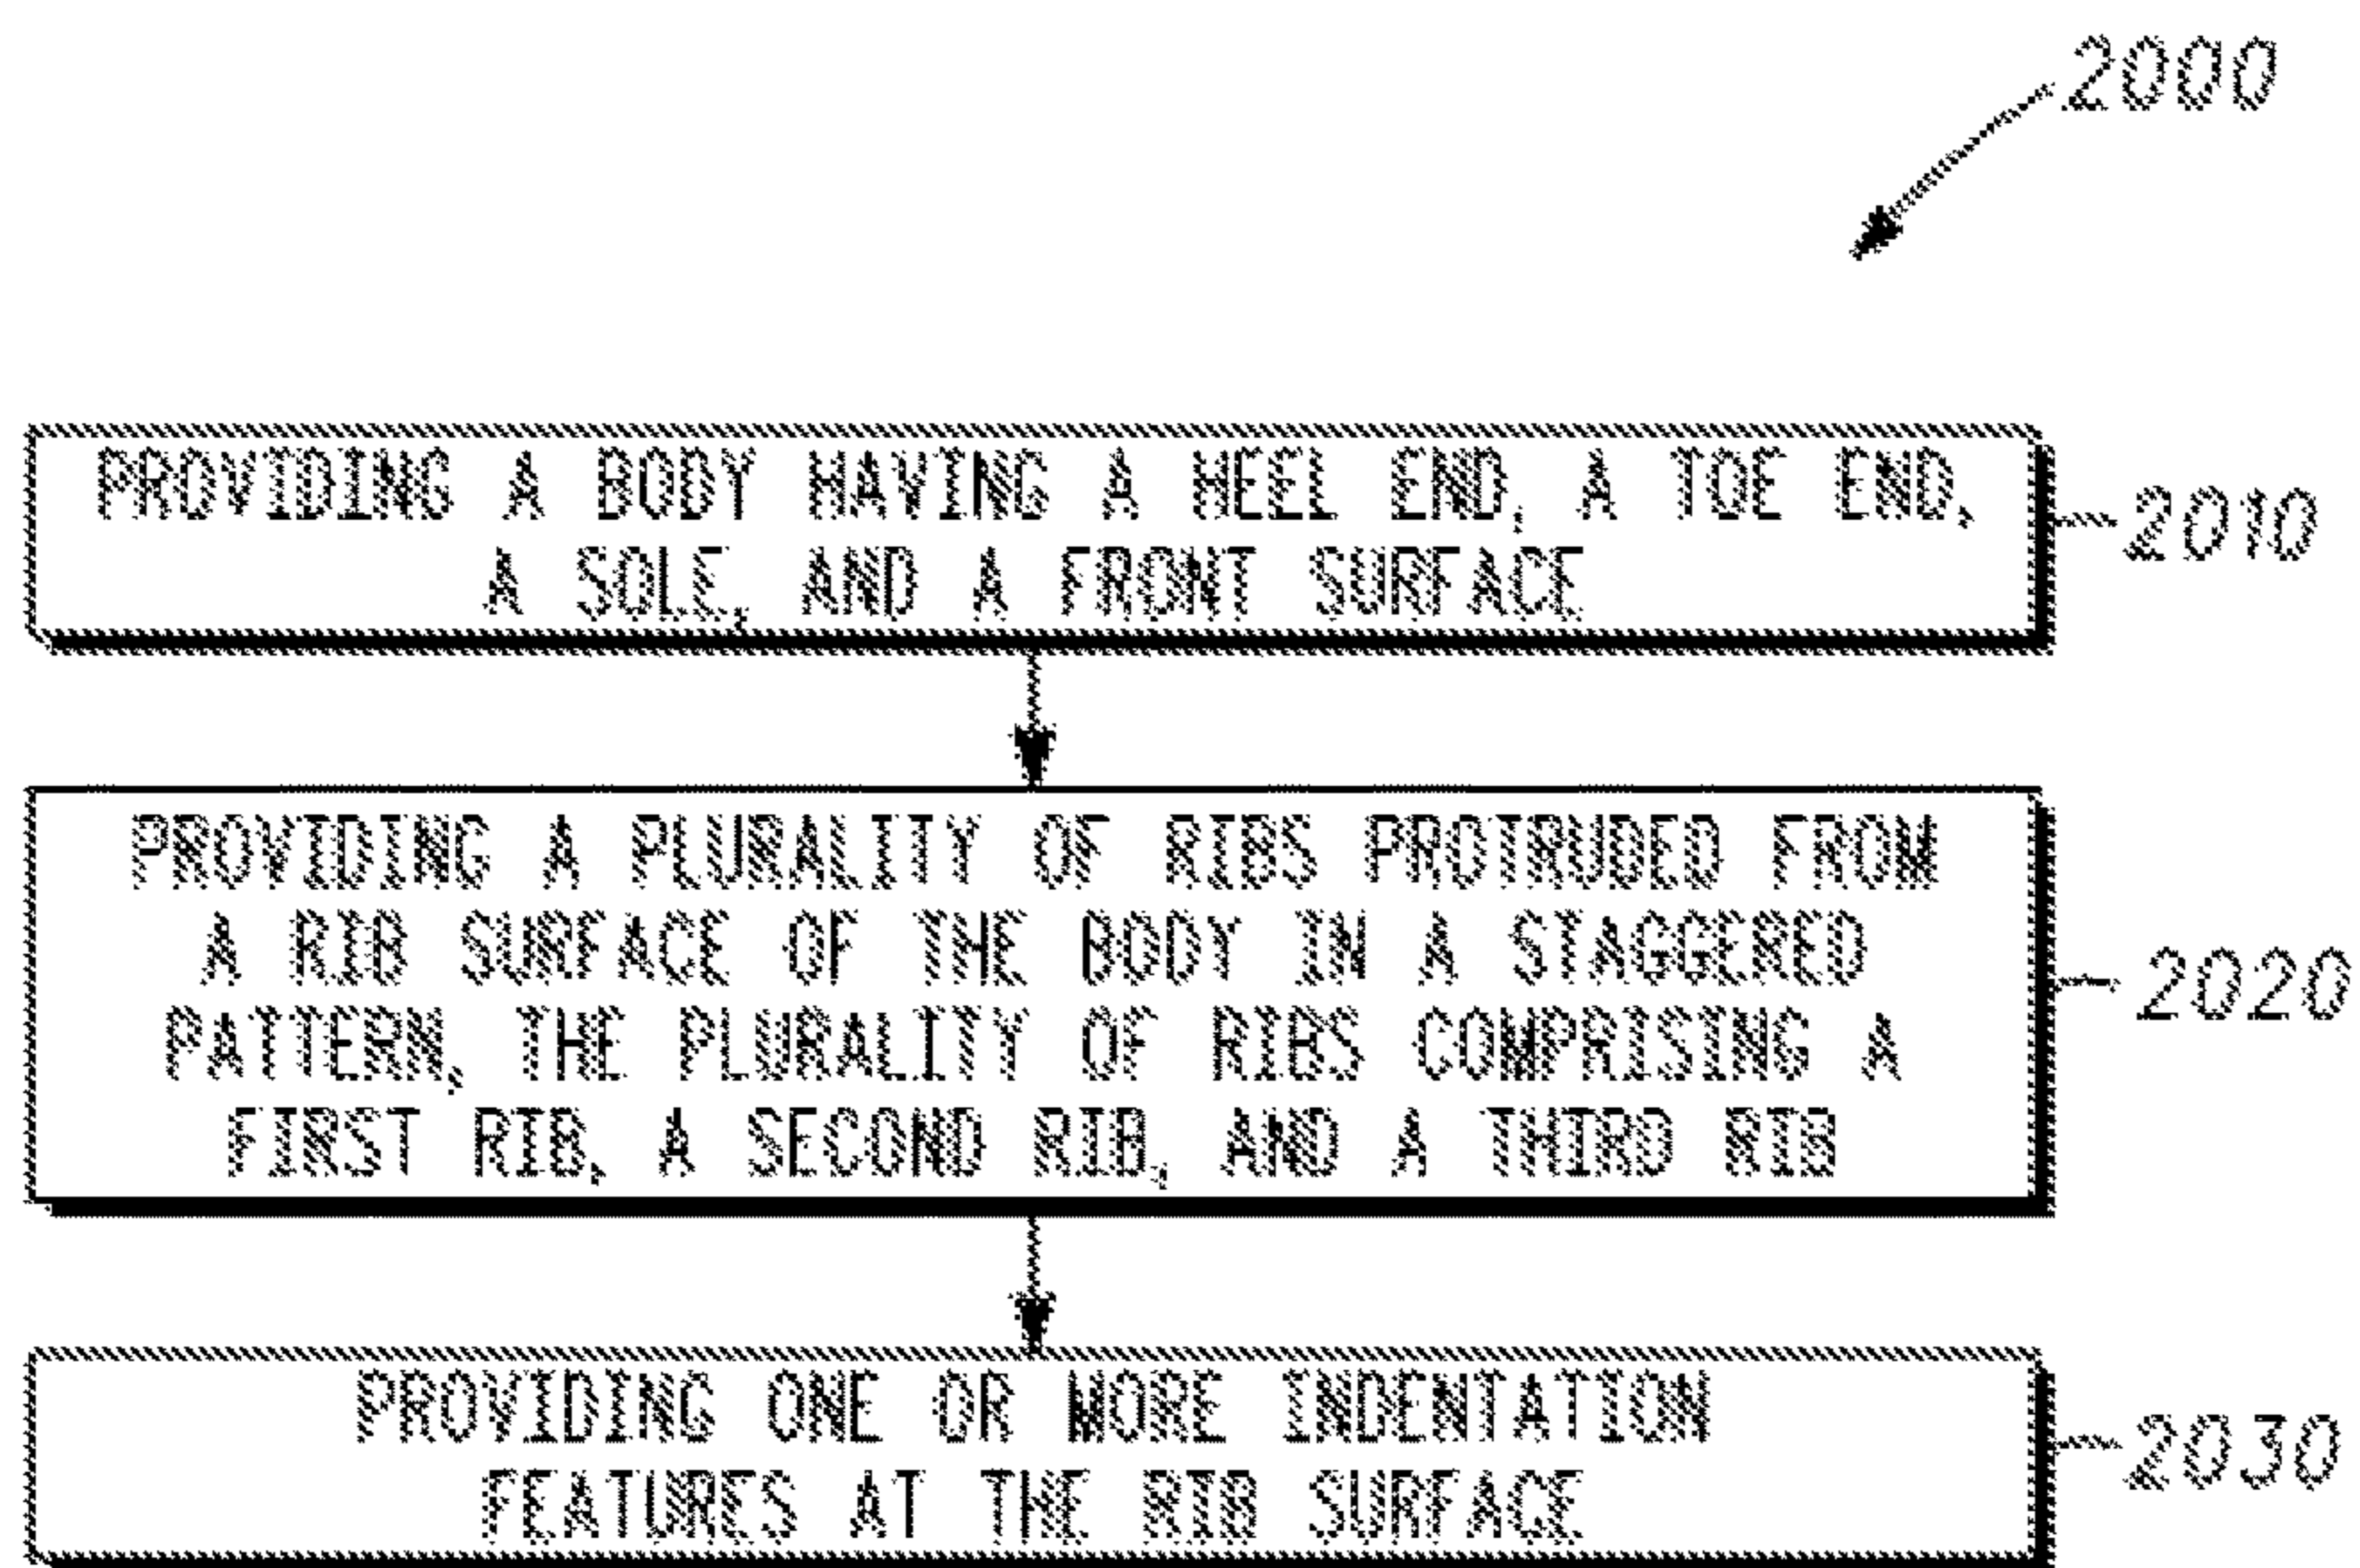 2000
PROVIDING A BODY HAVING A HEEL END, A TOE END,
A SOLE, AND A FRONT SURFACE
2010
PROVIDING A PLURALITY OF RIBS PROTRUDED FROM
A RIB SURFACE OF THE BODY IN A STAGGERED
PATTERN, THE PLURALITY OF RIBS COMPRISING A
FIRST RIB, A SECOND RIB, AND A THIRD RIB
2020
PROVIDING ONE OR MORE INDENTATION
FEATURES AT THE RIB SURFACE
2030